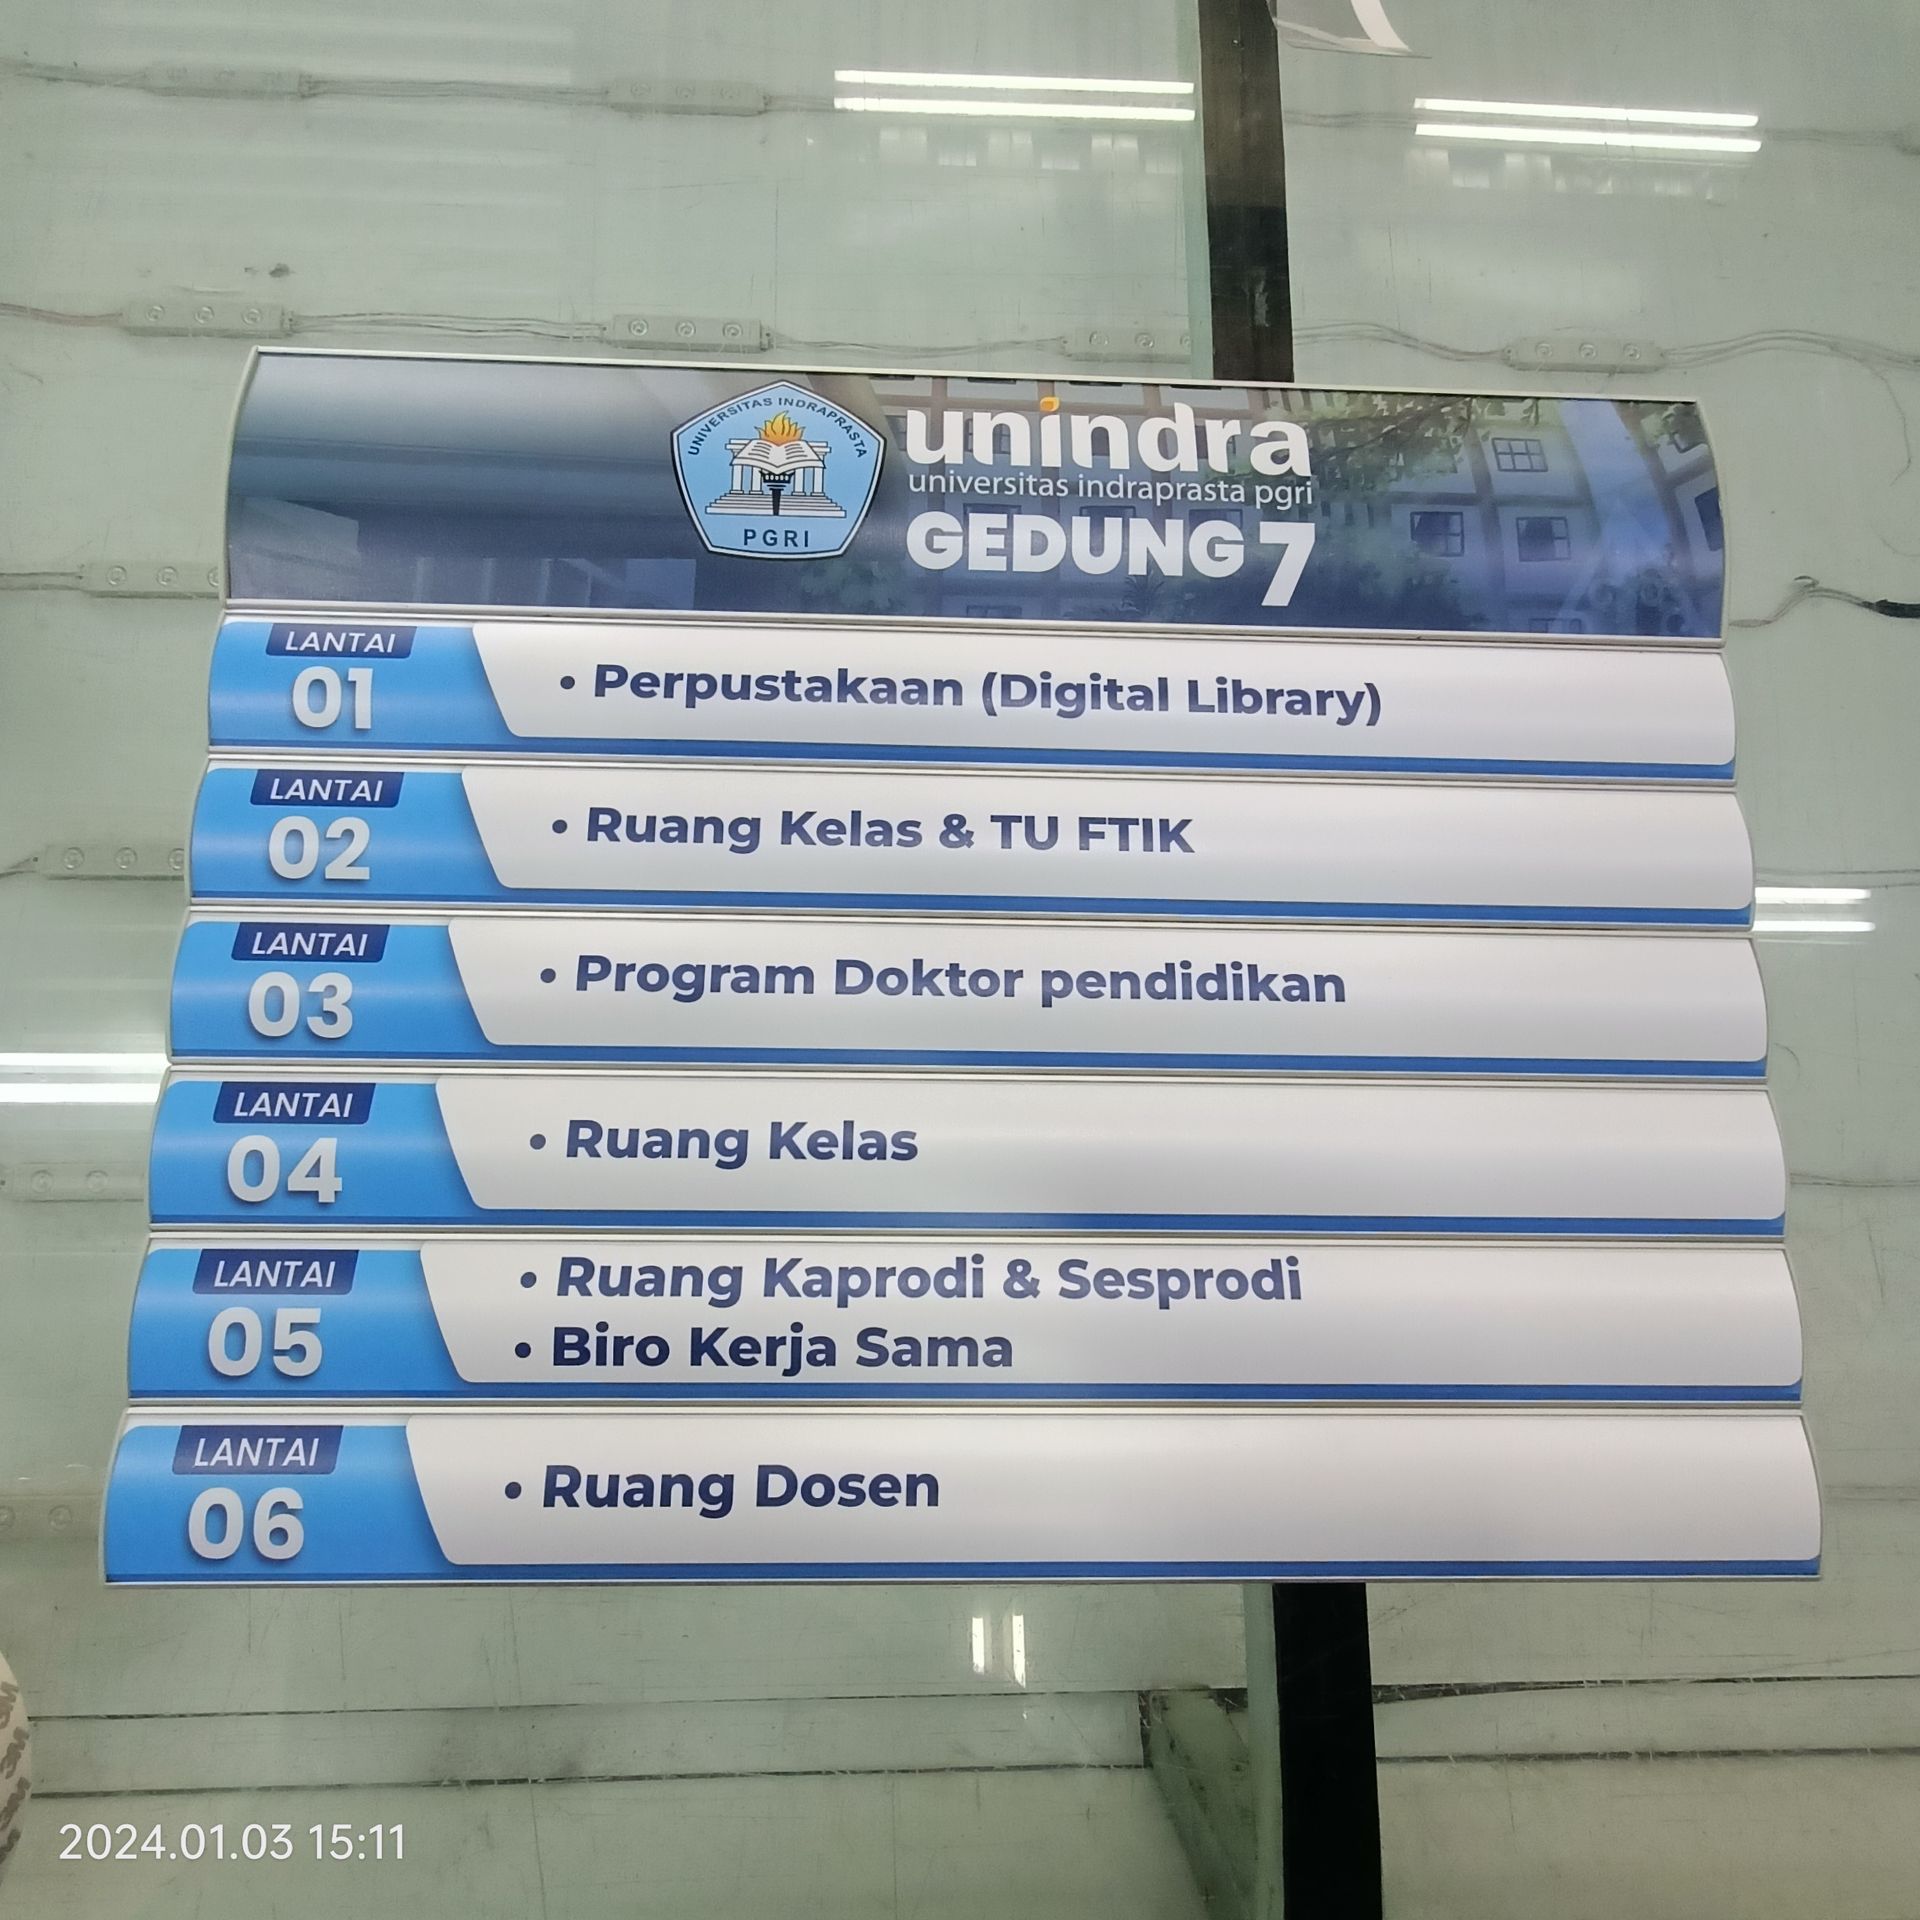 UNIVERSITAS INDRAPRASTA
PGRI
unindra
universitas indraprasta pgri
GEDUNG 7
LANTAI
01
• Perpustakaan (Digital Library)
LANTAI
02
• Ruang Kelas & TU FTIK
LANTAI
03
• Program Doktor pendidikan
LANTAI
04
• Ruang Kelas
LANTAI
05
• Ruang Kaprodi & Sesprodi
• Biro Kerja Sama
LANTAI
06
• Ruang Dosen
3M
3M
2024.01.03 15:11